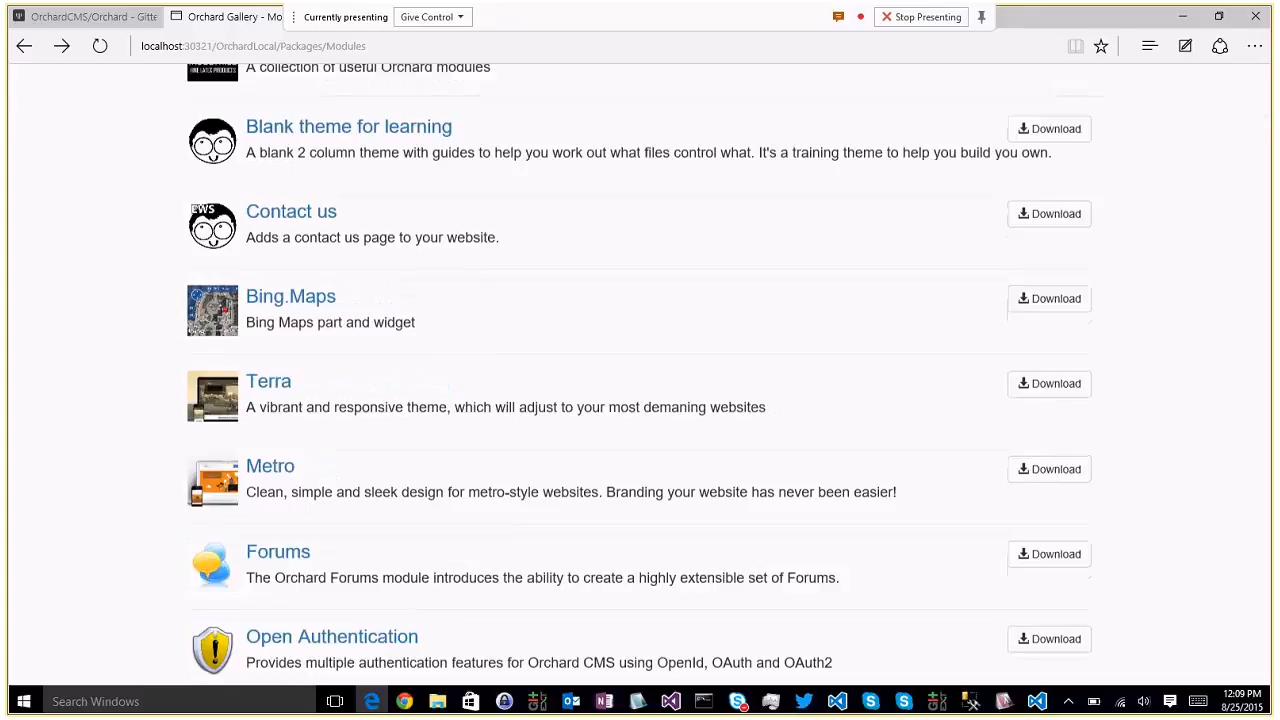 OrchardCMS/Orchard - Gitte
Orchard Gallery - Mo
Currently presenting
Give Control
Stop Presenting
localhost:30321/OrchardLocal/Packages/Modules
A collection of useful Orchard modules
Blank theme for learning
Download
A blank 2 column theme with guides to help you work out what files control what. It's a training theme to help you build you own.
EWS
Contact us
Download
Adds a contact us page to your website.
Bing.Maps
Download
Bing Maps part and widget
Terra
Download
A vibrant and responsive theme, which will adjust to your most demaning websites
Metro
Download
Clean, simple and sleek design for metro-style websites. Branding your website has never been easier!
Forums
Download
The Orchard Forums module introduces the ability to create a highly extensible set of Forums.
Open Authentication
Download
Provides multiple authentication features for Orchard CMS using OpenId, OAuth and OAuth2
Search Windows
12:09 PM
8/25/2015